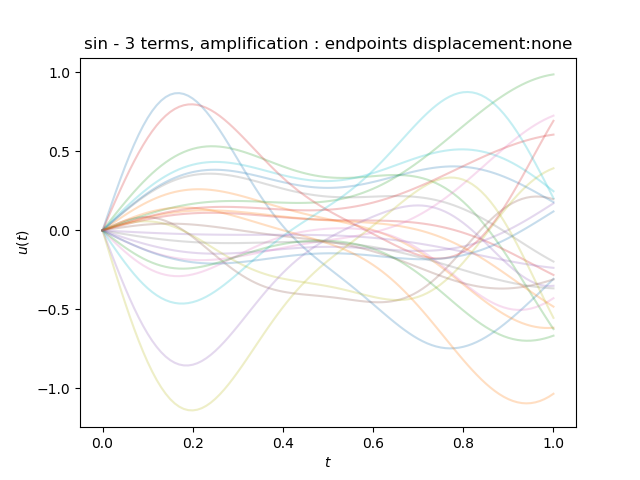 sin - 3 terms, amplification : endpoints displacement:none
1.0
0.5
0.0
−0.5
−1.0
u(t)
0.0 0.2 0.4 0.6 0.8 1.0
t